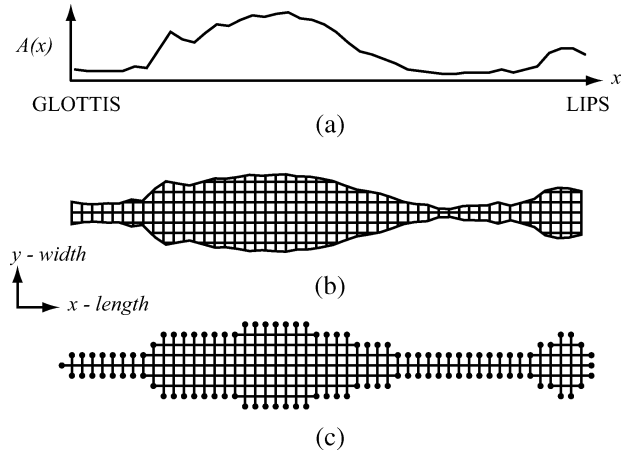 A(x)
x
GLOTTIS
LIPS
(a)
y - width
(b)
x - length
(c)